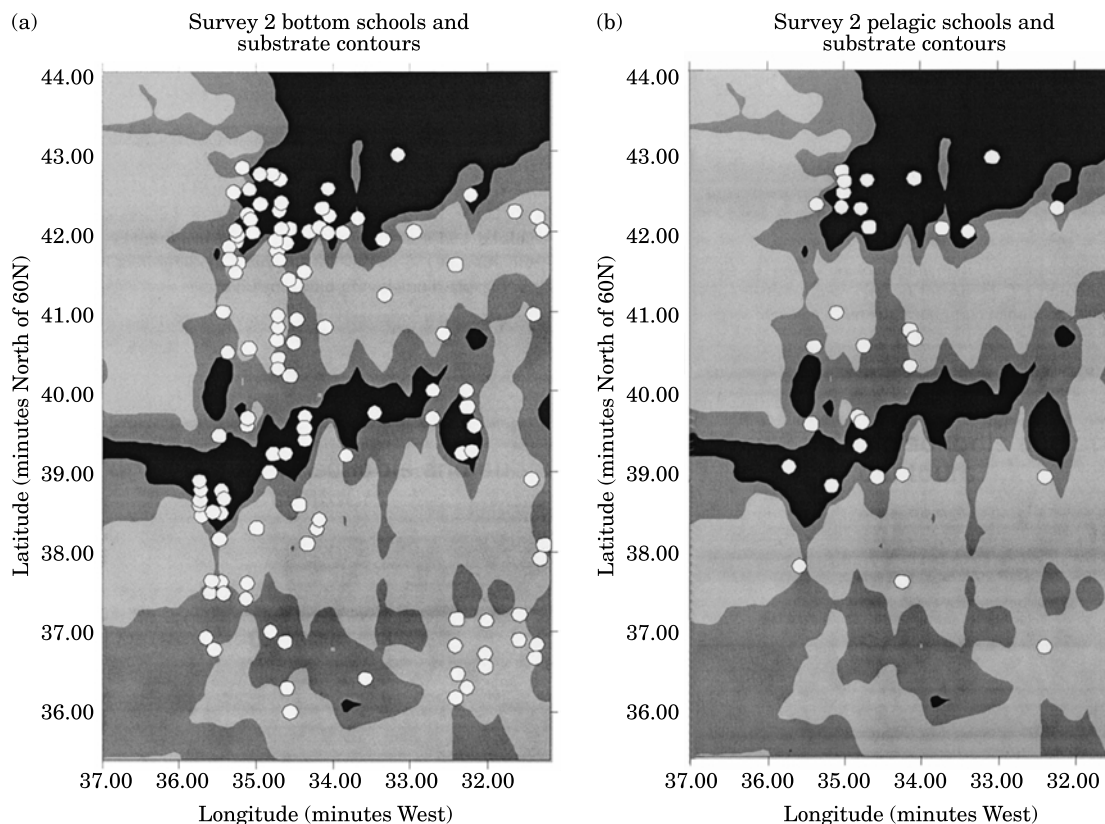 (a)
Survey 2 bottom schools and
substrate contours
44.00
43.00
42.00
41.00
40.00
39.00
38.00
37.00
36.00
Latitude (minutes North of 60N)
37.00 36.00 35.00 34.00 33.00 32.00
Longitude (minutes West)
(b)
Survey 2 pelagic schools and
substrate contours
44.00
43.00
42.00
41.00
40.00
39.00
38.00
37.00
36.00
Latitude (minutes North of 60N)
37.00 36.00 35.00 34.00 33.00 32.00
Longitude (minutes West)